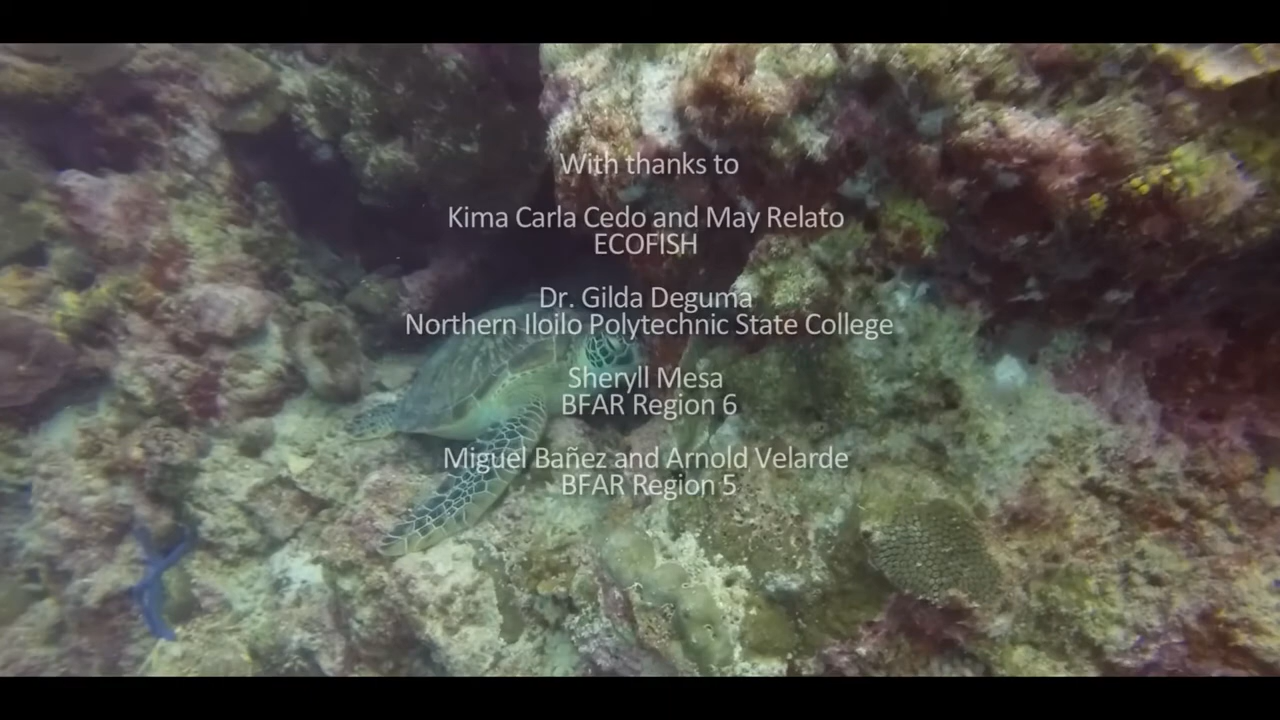 With thanks to
Kima Carla Cedo and May Relato
ECOFISH
Dr. Gilda Deguma
Northern Iloilo Polytechnic State College
Sheryll Mesa
BFAR Region 6
Miguel Bañez and Arnold Velarde
BFAR Region 5